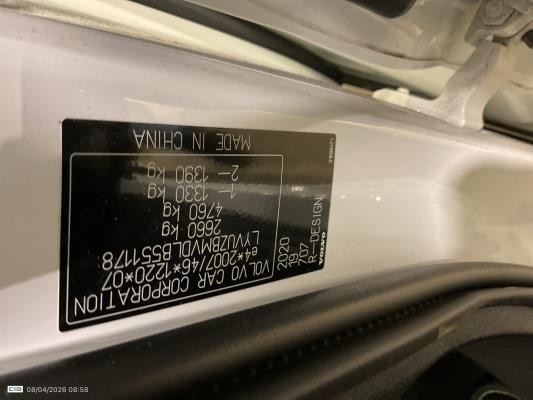 VOLVO CAR CORPORATION
e4*2007/46*1220*07
LYVUZBMVDLB551178
2660 kg
4760 kg
1– 1330 kg
2– 1390 kg
MADE IN CHINA
2020
19
707
R–DESIGN
VOLVO
08/04/2026 08:58